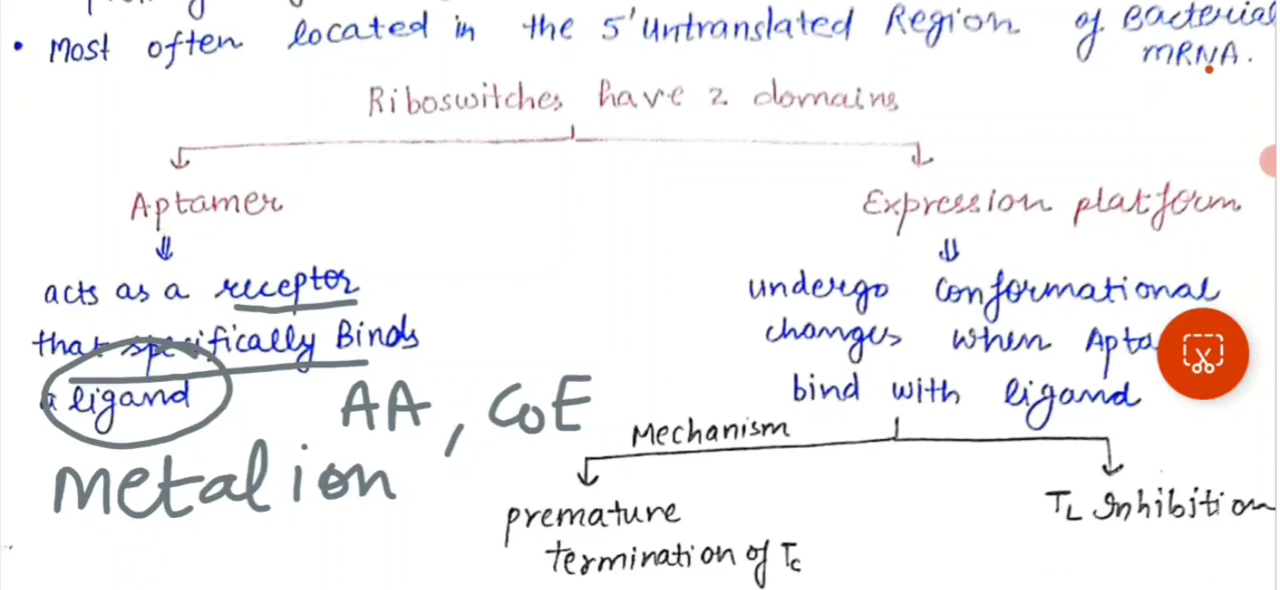 • Most often located in the 5' Untranslated Region of Bacterial
mRNA.
Riboswitches have 2 domains
Aptamer
Expression platform
acts as a receptor
that specifically Binds
a ligand
AA, CoE
metal ion
undergo conformational
changes when Apta
bind with ligand
Mechanism
premature
termination of Tc
TL Inhibition